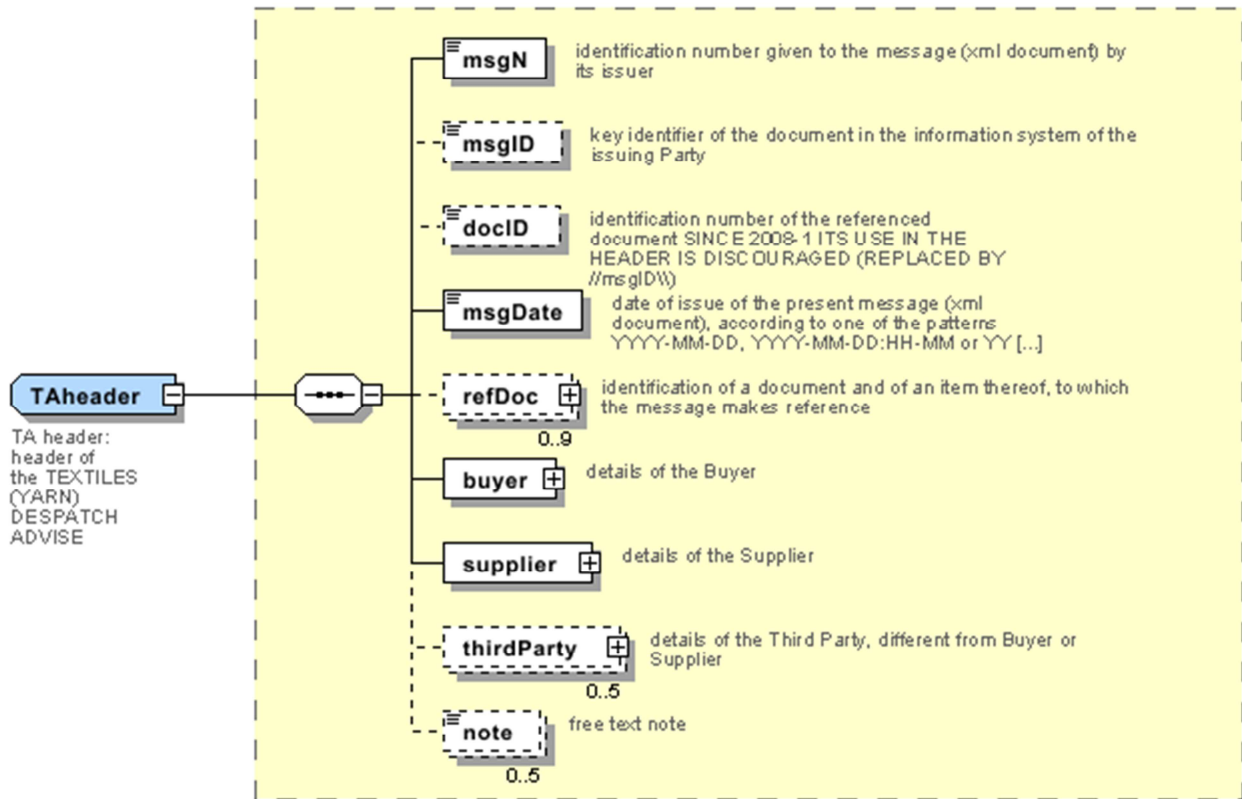 msgN
identification number given to the message (xml document) by
its issuer
msgID
key identifier of the document in the information system of the
issuing Party
docID
identification number of the referenced
document SINCE 2008-1 ITS USE IN THE
HEADER IS DISCOURAGED (REPLACED BY
//msgID\\)
msgDate
date of issue of the present message (xml
document), according to one of the patterns
YYYY-MM-DD, YYYY-MM-DD:HH-MM or YY [...]
TAheader
TA header:
header of
the TEXTILES
(YARN)
DESPATCH
ADVISE
refDoc
0..9
identification of a document and of an item thereof, to which
the message makes reference
buyer
details of the Buyer
supplier
details of the Supplier
thirdParty
0..5
details of the Third Party, different from Buyer or
Supplier
note
0..5
free text note